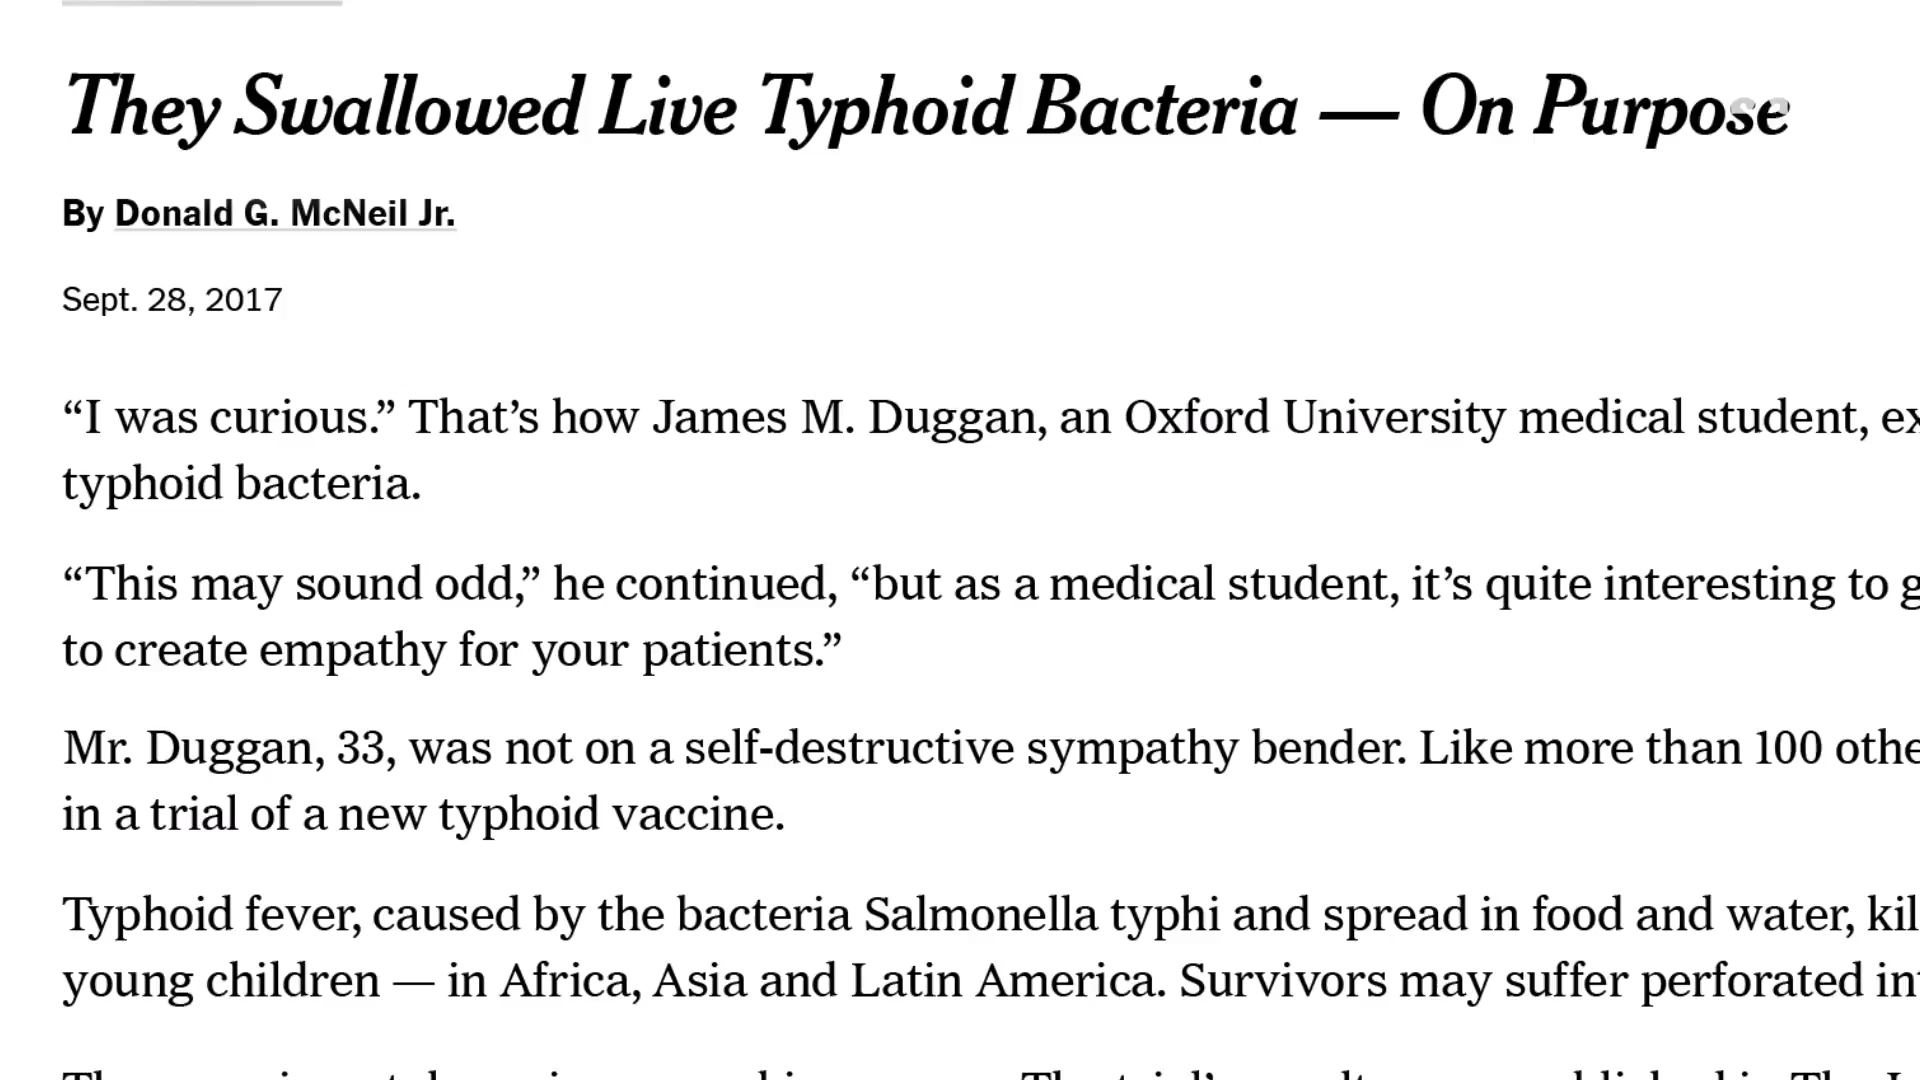 They Swallowed Live Typhoid Bacteria — On Purpose
By Donald G. McNeil Jr.
Sept. 28, 2017
“I was curious.” That’s how James M. Duggan, an Oxford University medical student,
typhoid bacteria.
“This may sound odd,” he continued, “but as a medical student, it’s quite interesting to
to create empathy for your patients.”
Mr. Duggan, 33, was not on a self-destructive sympathy bender. Like more than 100
in a trial of a new typhoid vaccine.
Typhoid fever, caused by the bacteria Salmonella typhi and spread in food and water,
young children — in Africa, Asia and Latin America. Survivors may suffer perforated